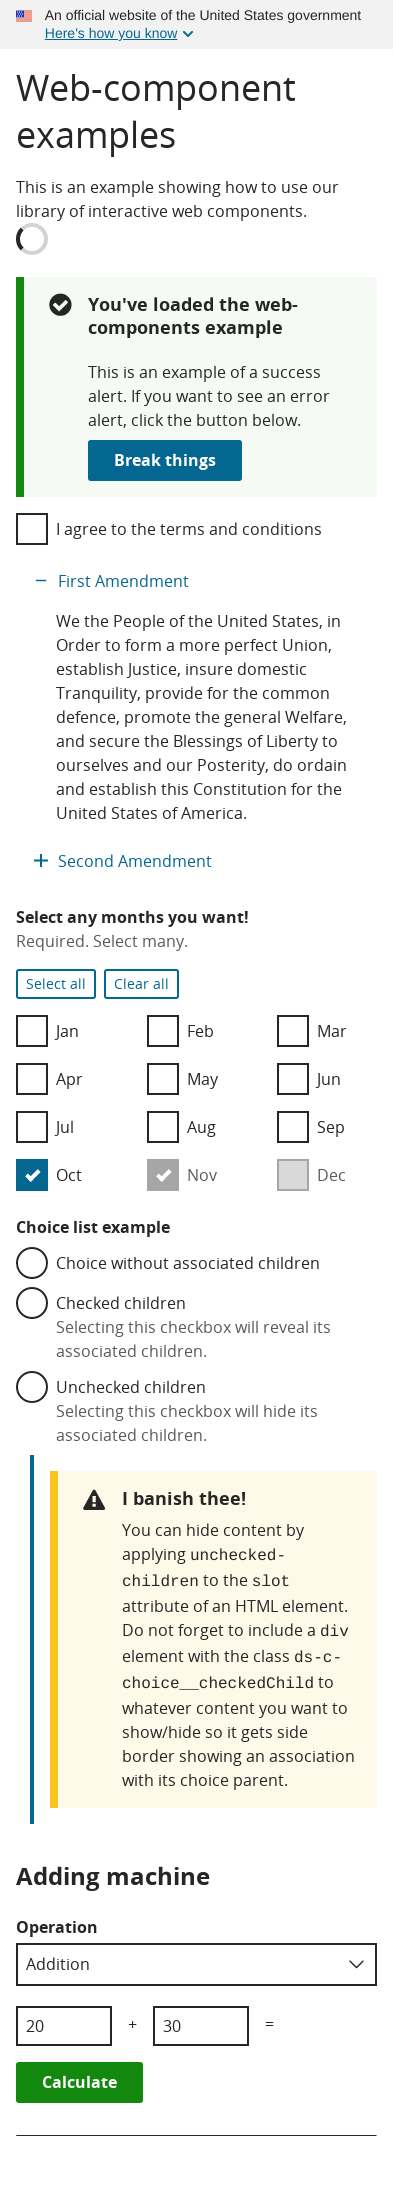 An official website of the United States government
Here's how you know
Web-component
examples
This is an example showing how to use our
library of interactive web components.
You've loaded the web-
components example
This is an example of a success
alert. If you want to see an error
alert, click the button below.
Break things
I agree to the terms and conditions
First Amendment
We the People of the United States, in
Order to form a more perfect Union,
establish Justice, insure domestic
Tranquility, provide for the common
defence, promote the general Welfare,
and secure the Blessings of Liberty to
ourselves and our Posterity, do ordain
and establish this Constitution for the
United States of America.
Second Amendment
Select any months you want!
Required. Select many.
Select all Clear all
Jan Feb Mar
Apr May Jun
Jul Aug Sep
Oct Nov Dec
Choice list example
Choice without associated children
Checked children
Selecting this checkbox will reveal its
associated children.
Unchecked children
Selecting this checkbox will hide its
associated children.
I banish thee!
You can hide content by
applying unchecked-
children to the slot
attribute of an HTML element.
Do not forget to include a div
element with the class ds-c-
choice__checkedChild to
whatever content you want to
show/hide so it gets side
border showing an association
with its choice parent.
Adding machine
Operation
Addition
20 + 30 =
Calculate